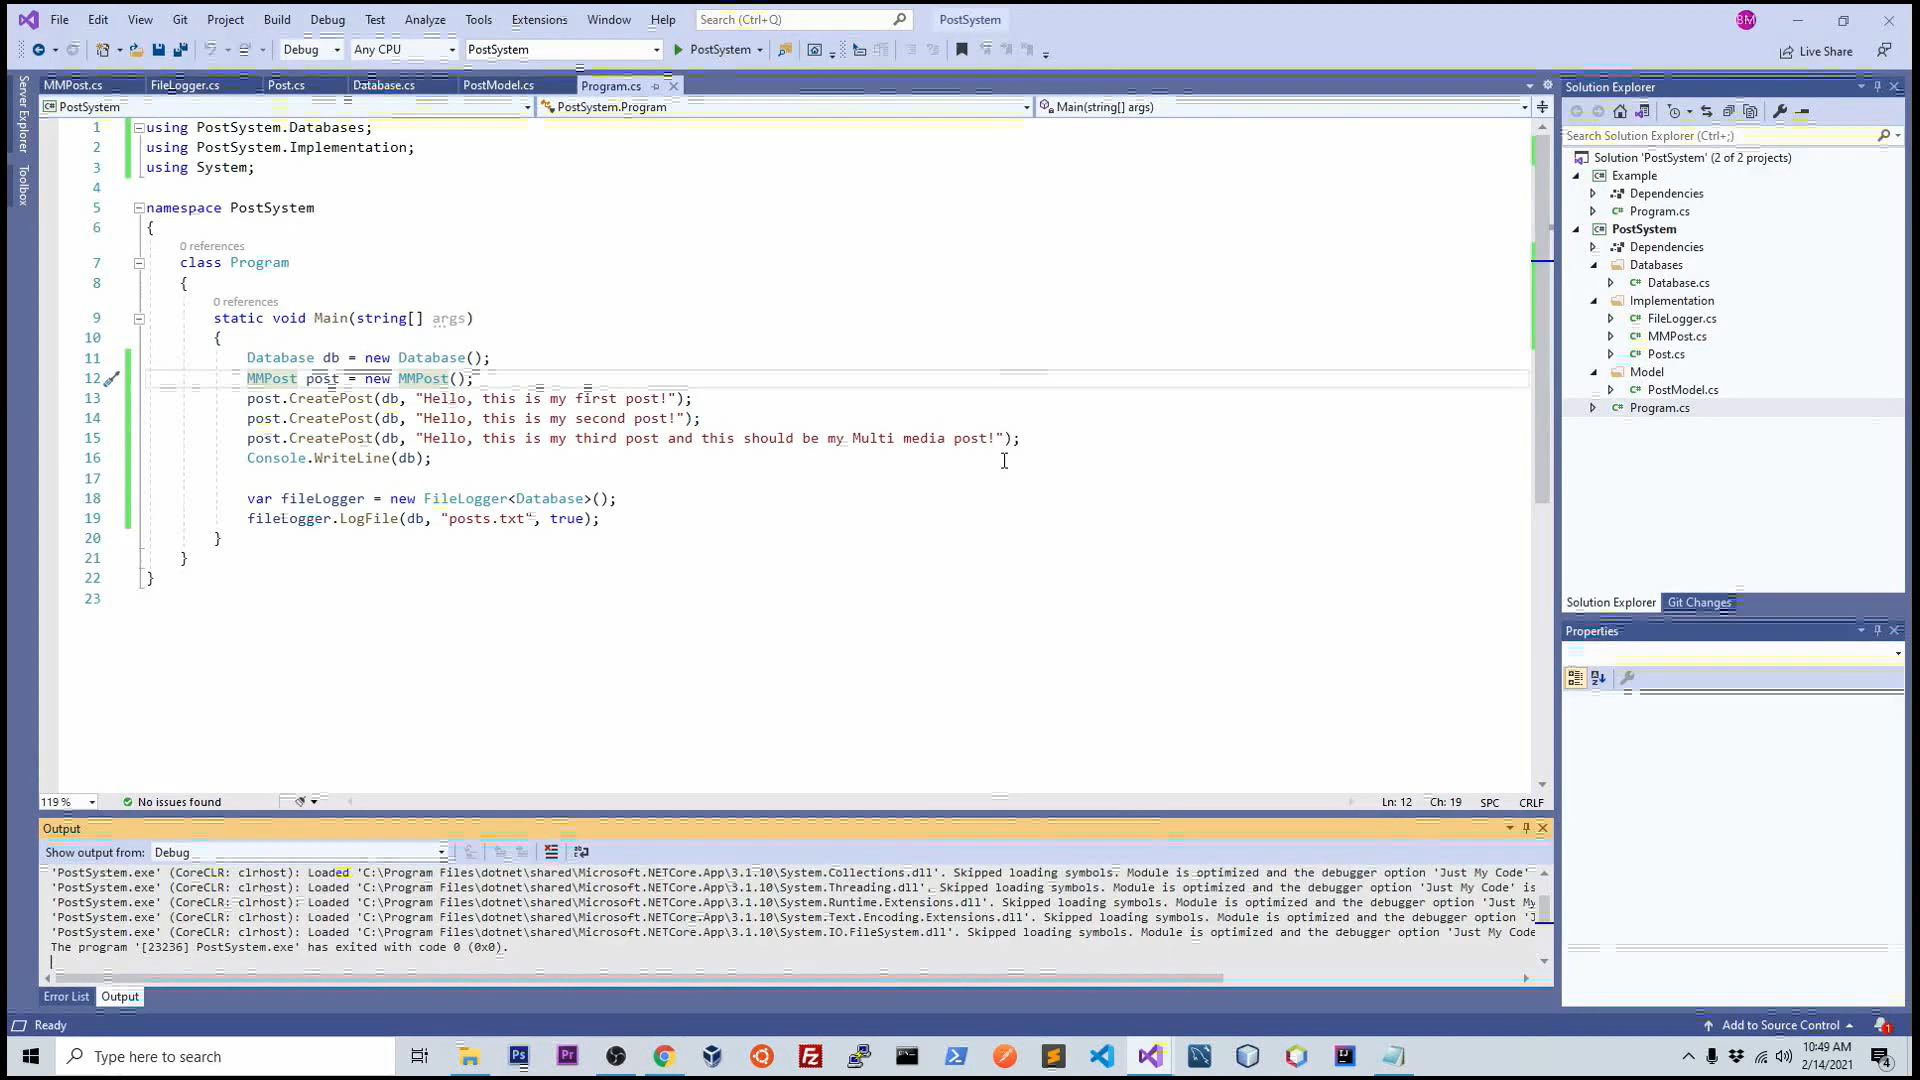 File Edit View Git Project Build Debug Test Analyze Tools Extensions Window Help Search (Ctrl+Q) PostSystem BM
Debug Any CPU PostSystem PostSystem Live Share
Server Explorer
Toolbox
MMPost.cs FileLogger.cs Post.cs Database.cs PostModel.cs Program.cs
PostSystem PostSystem.Program Main(string[] args)
1 using PostSystem.Databases;
2 using PostSystem.Implementation;
3 using System;
4
5 namespace PostSystem
6 {
0 references
7 class Program
8 {
0 references
9 static void Main(string[] args)
10 {
11 Database db = new Database();
12 MMPost post = new MMPost();
13 post.CreatePost(db, "Hello, this is my first post!");
14 post.CreatePost(db, "Hello, this is my second post!");
15 post.CreatePost(db, "Hello, this is my third post and this should be my Multi media post!");
16 Console.WriteLine(db);
17
18 var fileLogger = new FileLogger<Database>();
19 fileLogger.LogFile(db, "posts.txt", true);
20 }
21 }
22 }
23
119 % No issues found Ln: 12 Ch: 19 SPC CRLF
Output
Show output from: Debug
'PostSystem.exe' (CoreCLR: clrhost): Loaded 'C:\Program Files\dotnet\shared\Microsoft.NETCore.App\3.1.10\System.Collections.dll'. Skipped loading symbols. Module is optimized and the debugger option 'Just My Code'
'PostSystem.exe' (CoreCLR: clrhost): Loaded 'C:\Program Files\dotnet\shared\Microsoft.NETCore.App\3.1.10\System.Threading.dll'. Skipped loading symbols. Module is optimized and the debugger option 'Just My Code' is
'PostSystem.exe' (CoreCLR: clrhost): Loaded 'C:\Program Files\dotnet\shared\Microsoft.NETCore.App\3.1.10\System.Runtime.Extensions.dll'. Skipped loading symbols. Module is optimized and the debugger option 'Just My
'PostSystem.exe' (CoreCLR: clrhost): Loaded 'C:\Program Files\dotnet\shared\Microsoft.NETCore.App\3.1.10\System.Text.Encoding.Extensions.dll'. Skipped loading symbols. Module is optimized and the debugger option 'J
'PostSystem.exe' (CoreCLR: clrhost): Loaded 'C:\Program Files\dotnet\shared\Microsoft.NETCore.App\3.1.10\System.IO.FileSystem.dll'. Skipped loading symbols. Module is optimized and the debugger option 'Just My Code
The program '[23236] PostSystem.exe' has exited with code 0 (0x0).
Error List Output
Solution Explorer
Search Solution Explorer (Ctrl+;)
Solution 'PostSystem' (2 of 2 projects)
Example
Dependencies
Program.cs
PostSystem
Dependencies
Databases
Database.cs
Implementation
FileLogger.cs
MMPost.cs
Post.cs
Model
PostModel.cs
Program.cs
Solution Explorer Git Changes
Properties
Ready Add to Source Control 1
Type here to search
10:49 AM
2/14/2021
4